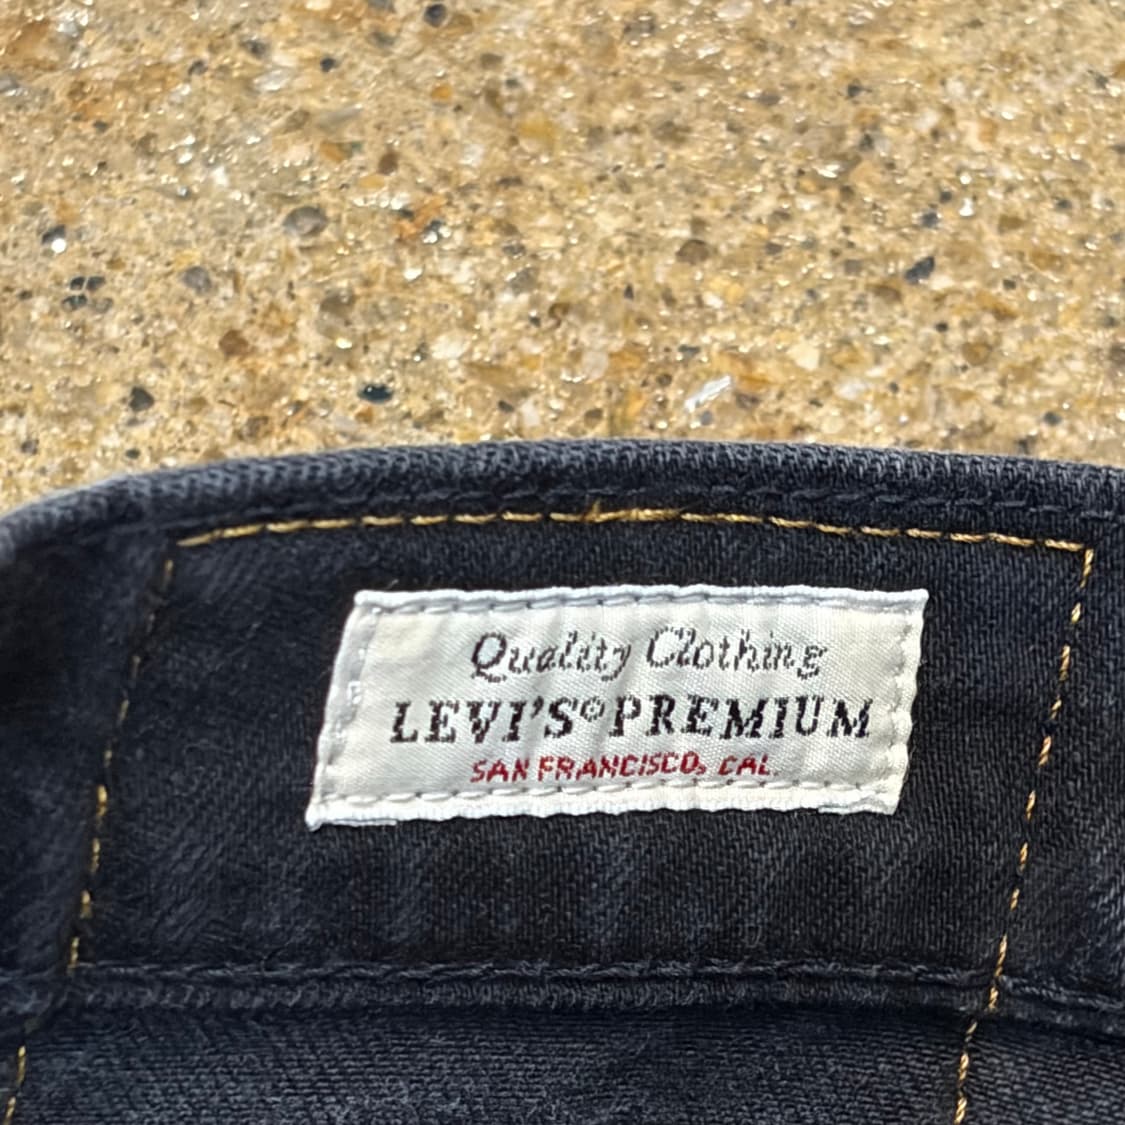 Quality Clothing
LEVI'S® PREMIUM
SAN FRANCISCO, CAL.